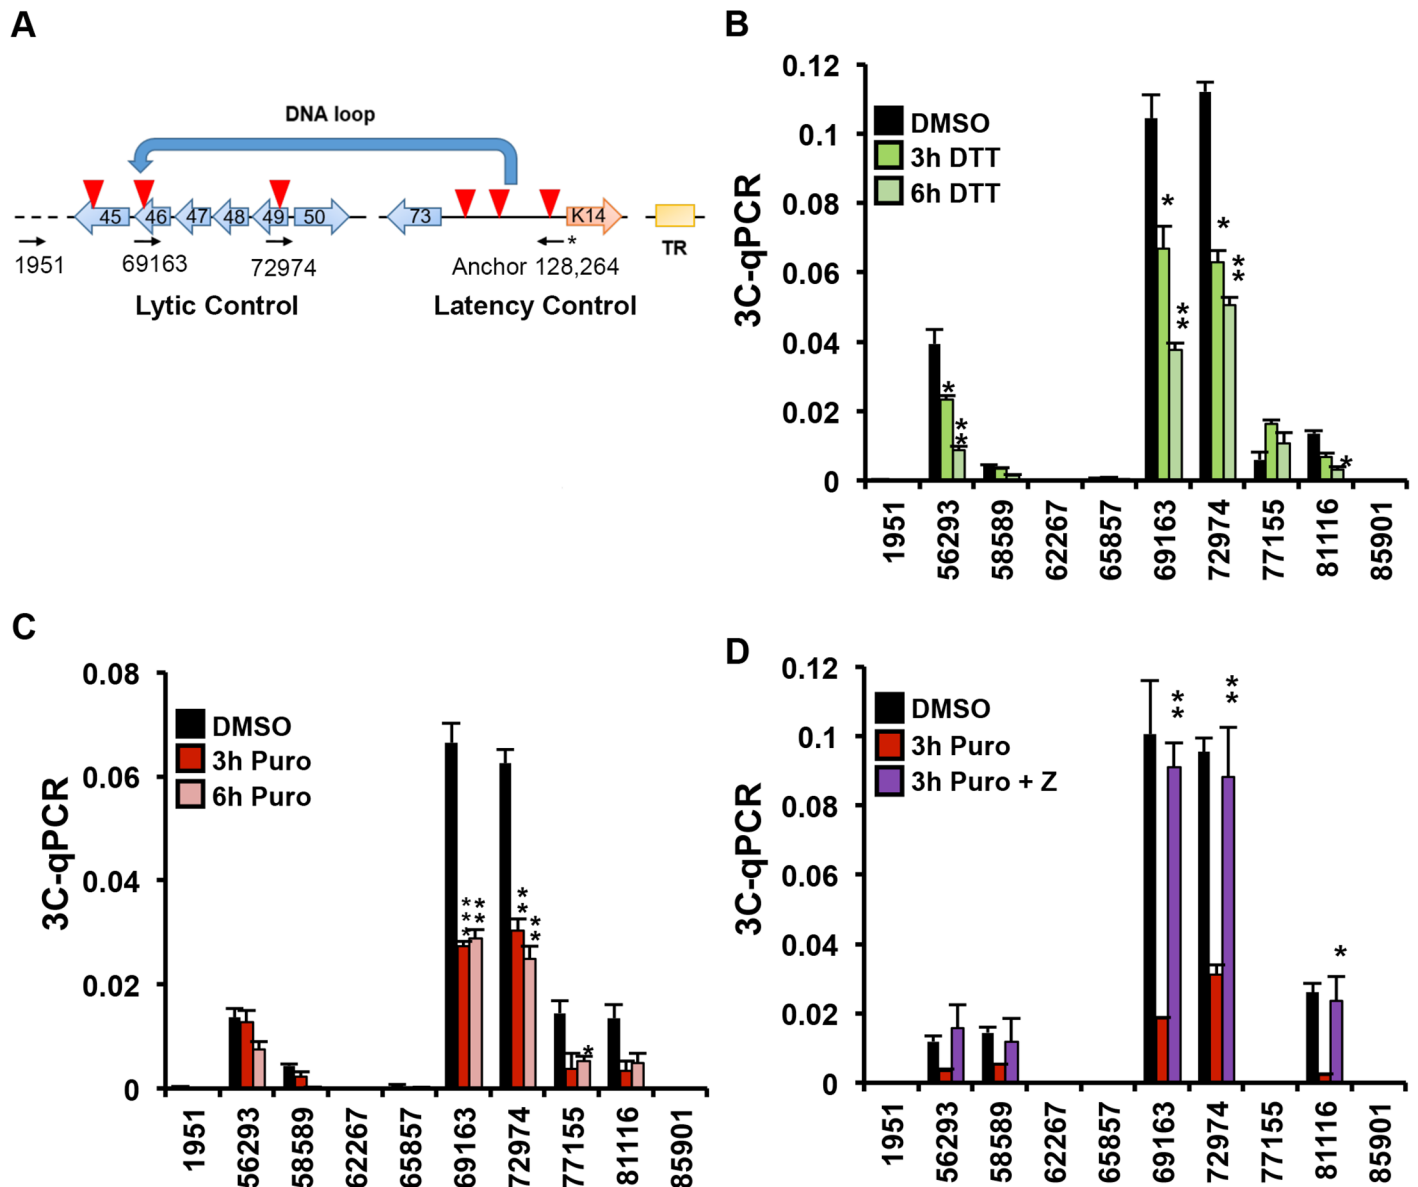 A
DNA loop
45 46 47 48 49 50 73 K14
TR
1951 69163 72974 Anchor 128,264
*
Lytic Control Latency Control
B
3C-qPCR
0.12
0.1
0.08
0.06
0.04
0.02
0
DMSO
3h DTT
6h DTT
*
**
*
**
*
**
*
1951 56293 58589 62267 65857 69163 72974 77155 81116 85901
C
3C-qPCR
0.08
0.06
0.04
0.02
0
DMSO
3h Puro
6h Puro
***
**
**
**
*
1951 56293 58589 62267 65857 69163 72974 77155 81116 85901
D
3C-qPCR
0.12
0.1
0.08
0.06
0.04
0.02
0
DMSO
3h Puro
3h Puro + Z
**
**
*
1951 56293 58589 62267 65857 69163 72974 77155 81116 85901